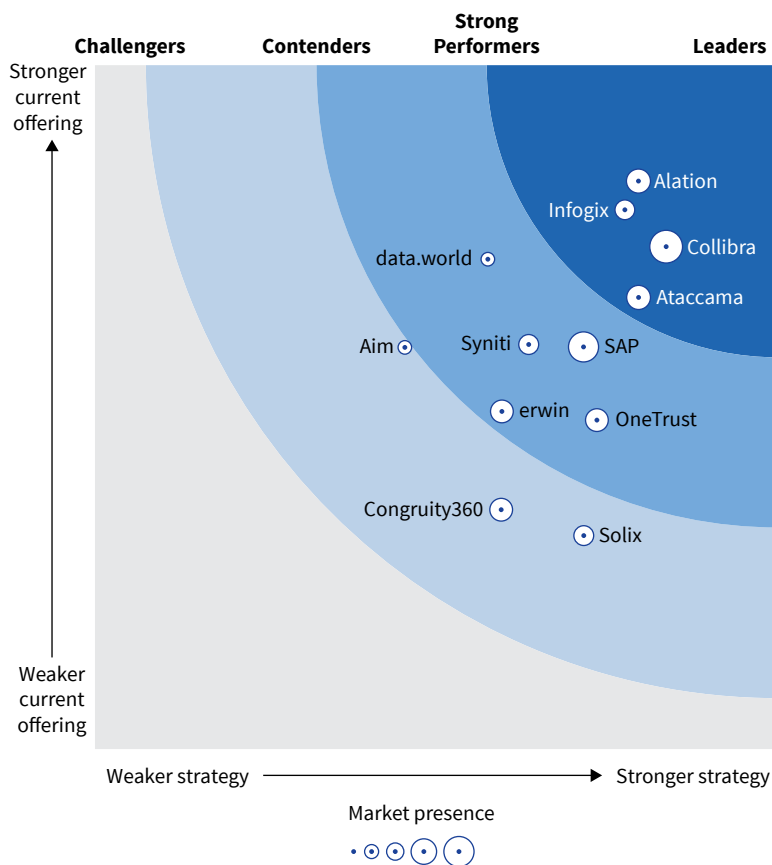 Challengers
Contenders
Strong
Performers
Leaders
Stronger
current
offering
Alation
Infogix
Collibra
data.world
Ataccama
Aim
Syniti
SAP
erwin
OneTrust
Congruity360
Solix
Weaker
current
offering
Weaker strategy
Stronger strategy
Market presence